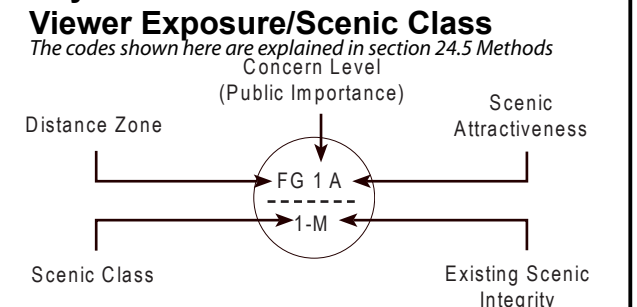 Viewer Exposure/Scenic Class
The codes shown here are explained in section 24.5 Methods
Concern Level
(Public Importance)
Scenic
Attractiveness
Distance Zone
FG 1 A
1-M
Scenic Class
Existing Scenic
Integrity